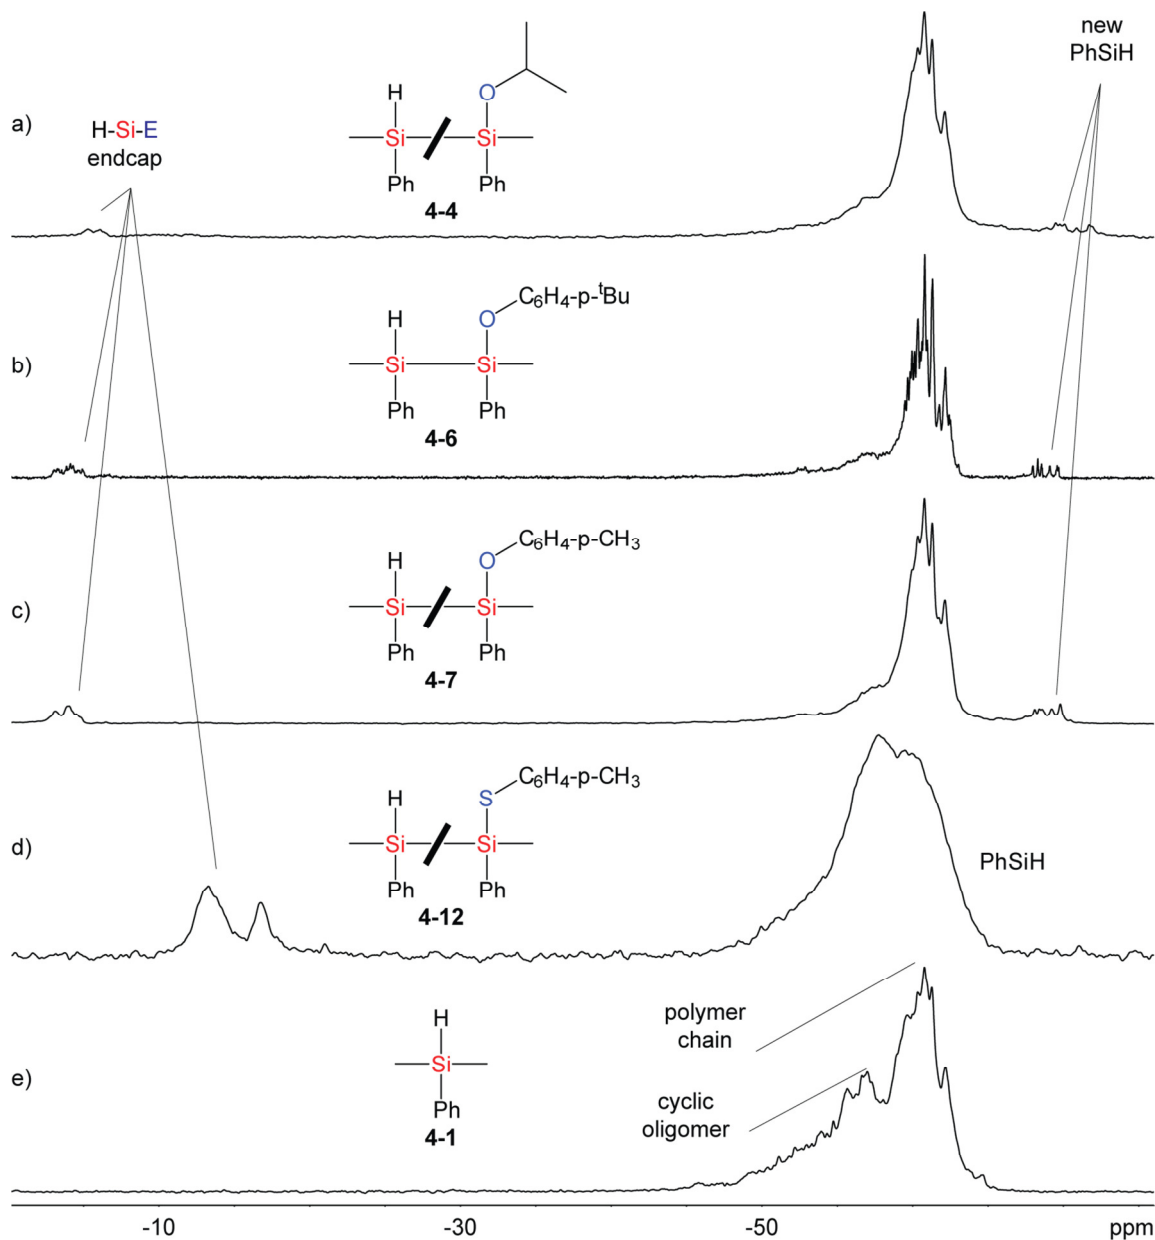 new
PhSiH
a)
H-Si-E
endcap
H
O
Si
Si
Ph
Ph
4-4
b)
H
O
C₆H₄-p-ᵗBu
Si
Si
Ph
Ph
4-6
c)
H
O
C₆H₄-p-CH₃
Si
Si
Ph
Ph
4-7
d)
H
S
C₆H₄-p-CH₃
Si
Si
Ph
Ph
4-12
PhSiH
e)
H
Si
Ph
4-1
polymer
chain
cyclic
oligomer
-10
-30
-50
ppm